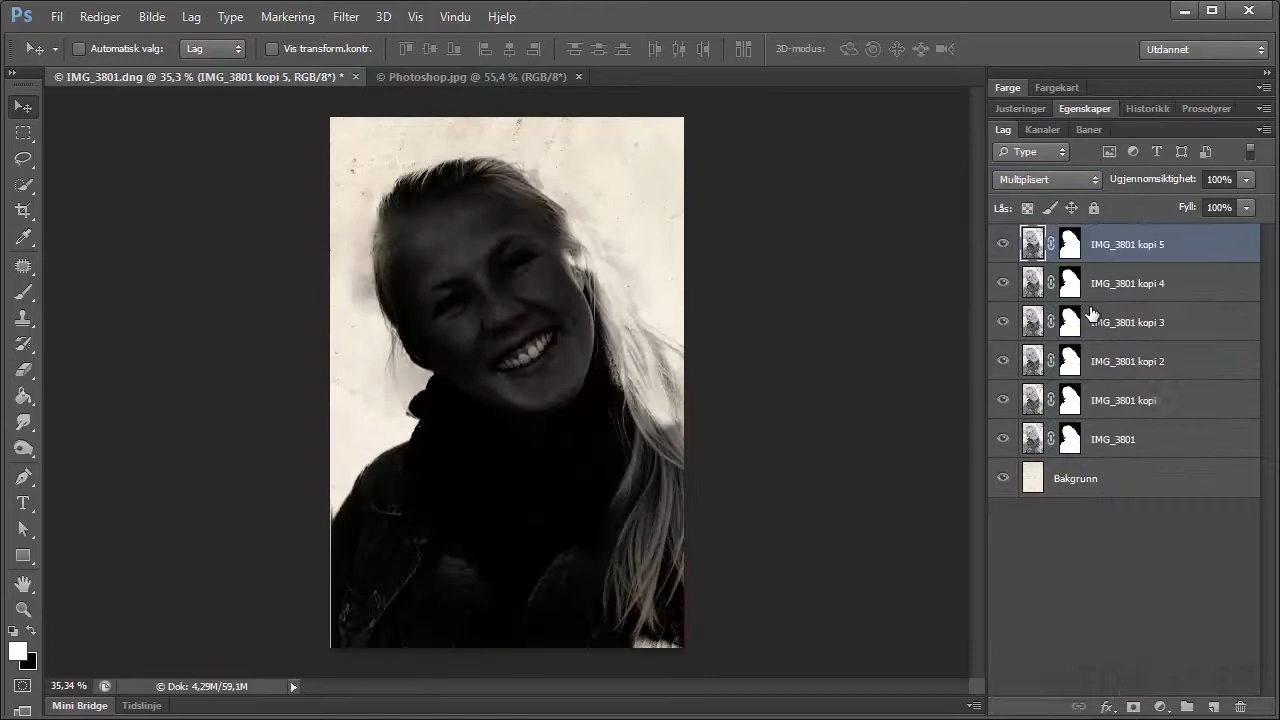 Ps Fil Rediger Bilde Lag Type Markering Filter 3D Vis Vindu Hjelp
Automatisk valg: Lag Vis transform.kontr. 3D-modus: Utdannet
© IMG_3801.dng @ 35,3 % (IMG_3801 kopi 5, RGB/8*) * × © Photoshop.jpg @ 55,4 % (RGB/8*) ×
Farge Fargekart
Justeringer Egenskaper Historikk Prosedyrer
Lag Kanaler Baner
Type
Multiplisert Ugjennomsiktighet: 100%
Lås: Fyll: 100%
IMG_3801 kopi 5
IMG_3801 kopi 4
IMG_3801 kopi 3
IMG_3801 kopi 2
IMG_3801 kopi
IMG_3801
Bakgrunn
35,34 % © Dok: 4,29M/59,1M
Mini Bridge Tidslinje